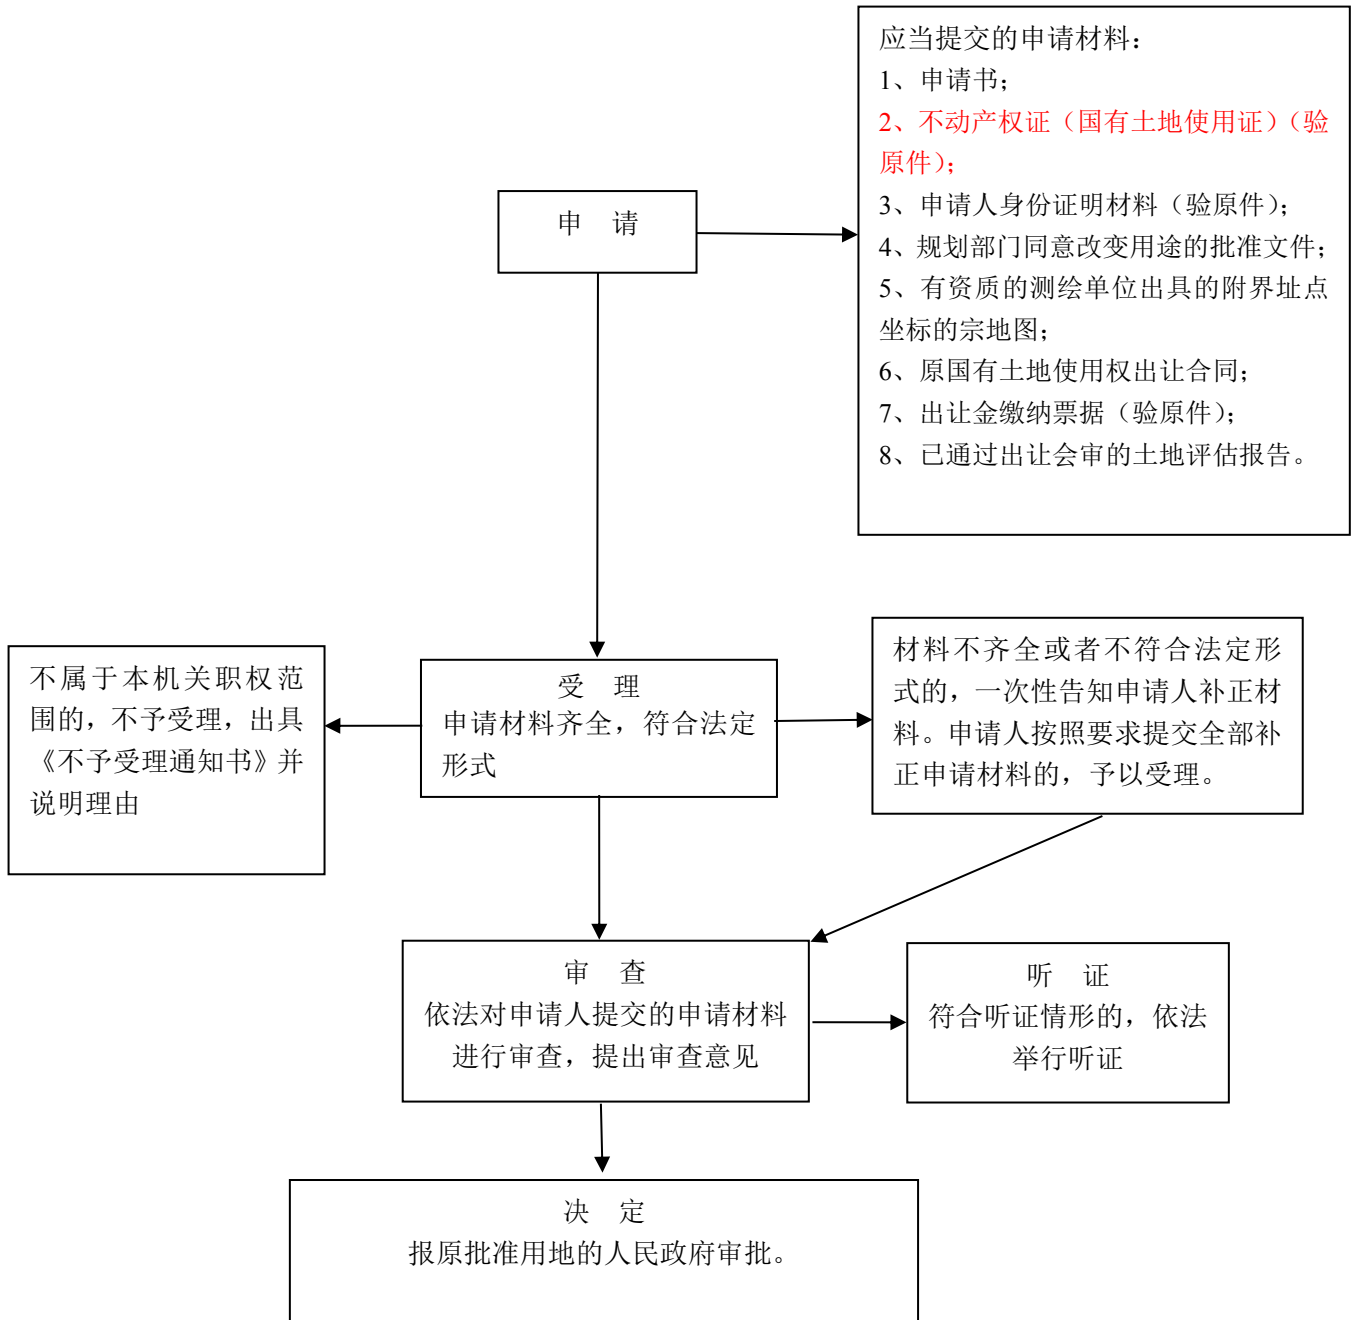 应当提交的申请材料：
1、申请书；
2、不动产权证（国有土地使用证）（验
原件）；
3、申请人身份证明材料（验原件）；
4、规划部门同意改变用途的批准文件；
5、有资质的测绘单位出具的附界址点
坐标的宗地图；
6、原国有土地使用权出让合同；
7、出让金缴纳票据（验原件）；
8、已通过出让会审的土地评估报告。
申 请
不属于本机关职权范
围的，不予受理，出具
《不予受理通知书》并
说明理由
受 理
申请材料齐全，符合法定
形式
材料不齐全或者不符合法定形
式的，一次性告知申请人补正材
料。申请人按照要求提交全部补
正申请材料的，予以受理。
审 查
依法对申请人提交的申请材料
进行审查，提出审查意见
听 证
符合听证情形的，依法
举行听证
决 定
报原批准用地的人民政府审批。